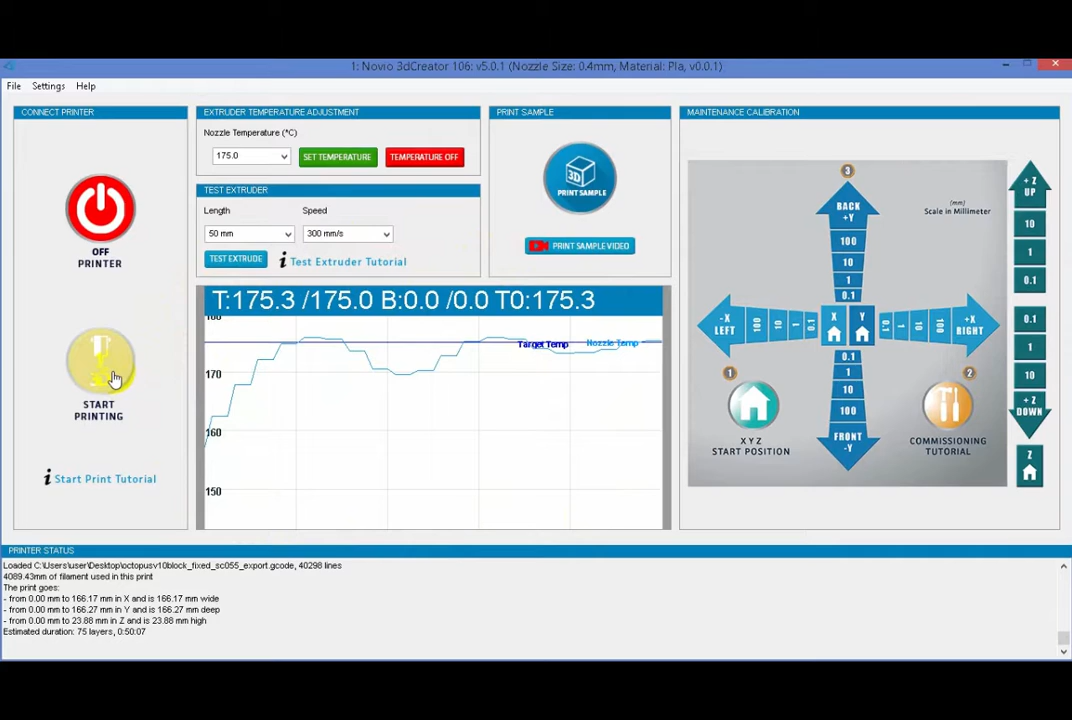 1: Novio 3dCreator 106: v5.0.1 (Nozzle Size: 0.4mm, Material: Pla, v0.0.1)
File Settings Help
CONNECT PRINTER
OFF
PRINTER
START
PRINTING
i Start Print Tutorial
EXTRUDER TEMPERATURE ADJUSTMENT
Nozzle Temperature (°C)
175.0 SET TEMPERATURE TEMPERATURE OFF
TEST EXTRUDER
Length Speed
50 mm 300 mm/s
TEST EXTRUDE i Test Extruder Tutorial
T:175.3 /175.0 B:0.0 /0.0 T0:175.3
180
Target Temp Nozzle Temp
170
160
150
PRINT SAMPLE
3D
PRINT SAMPLE
PRINT SAMPLE VIDEO
MAINTENANCE CALIBRATION
3
BACK
+Y
100
10
1
0.1
(mm)
Scale in Millimeter
-X
LEFT
100 10 1 0.1
X Y
0.1 1 10 100
+X
RIGHT
0.1
1
10
100
FRONT
-Y
1
X Y Z
START POSITION
2
COMMISSIONING
TUTORIAL
+ Z
UP
10
1
0.1
0.1
1
10
+ Z
DOWN
Z
PRINTER STATUS
Loaded C:\Users\user\Desktop\octopusv10block_fixed_sc055_export.gcode, 40298 lines
4089.43mm of filament used in this print
The print goes:
- from 0.00 mm to 166.17 mm in X and is 166.17 mm wide
- from 0.00 mm to 166.27 mm in Y and is 166.27 mm deep
- from 0.00 mm to 23.88 mm in Z and is 23.88 mm high
Estimated duration: 75 layers, 0:50:07